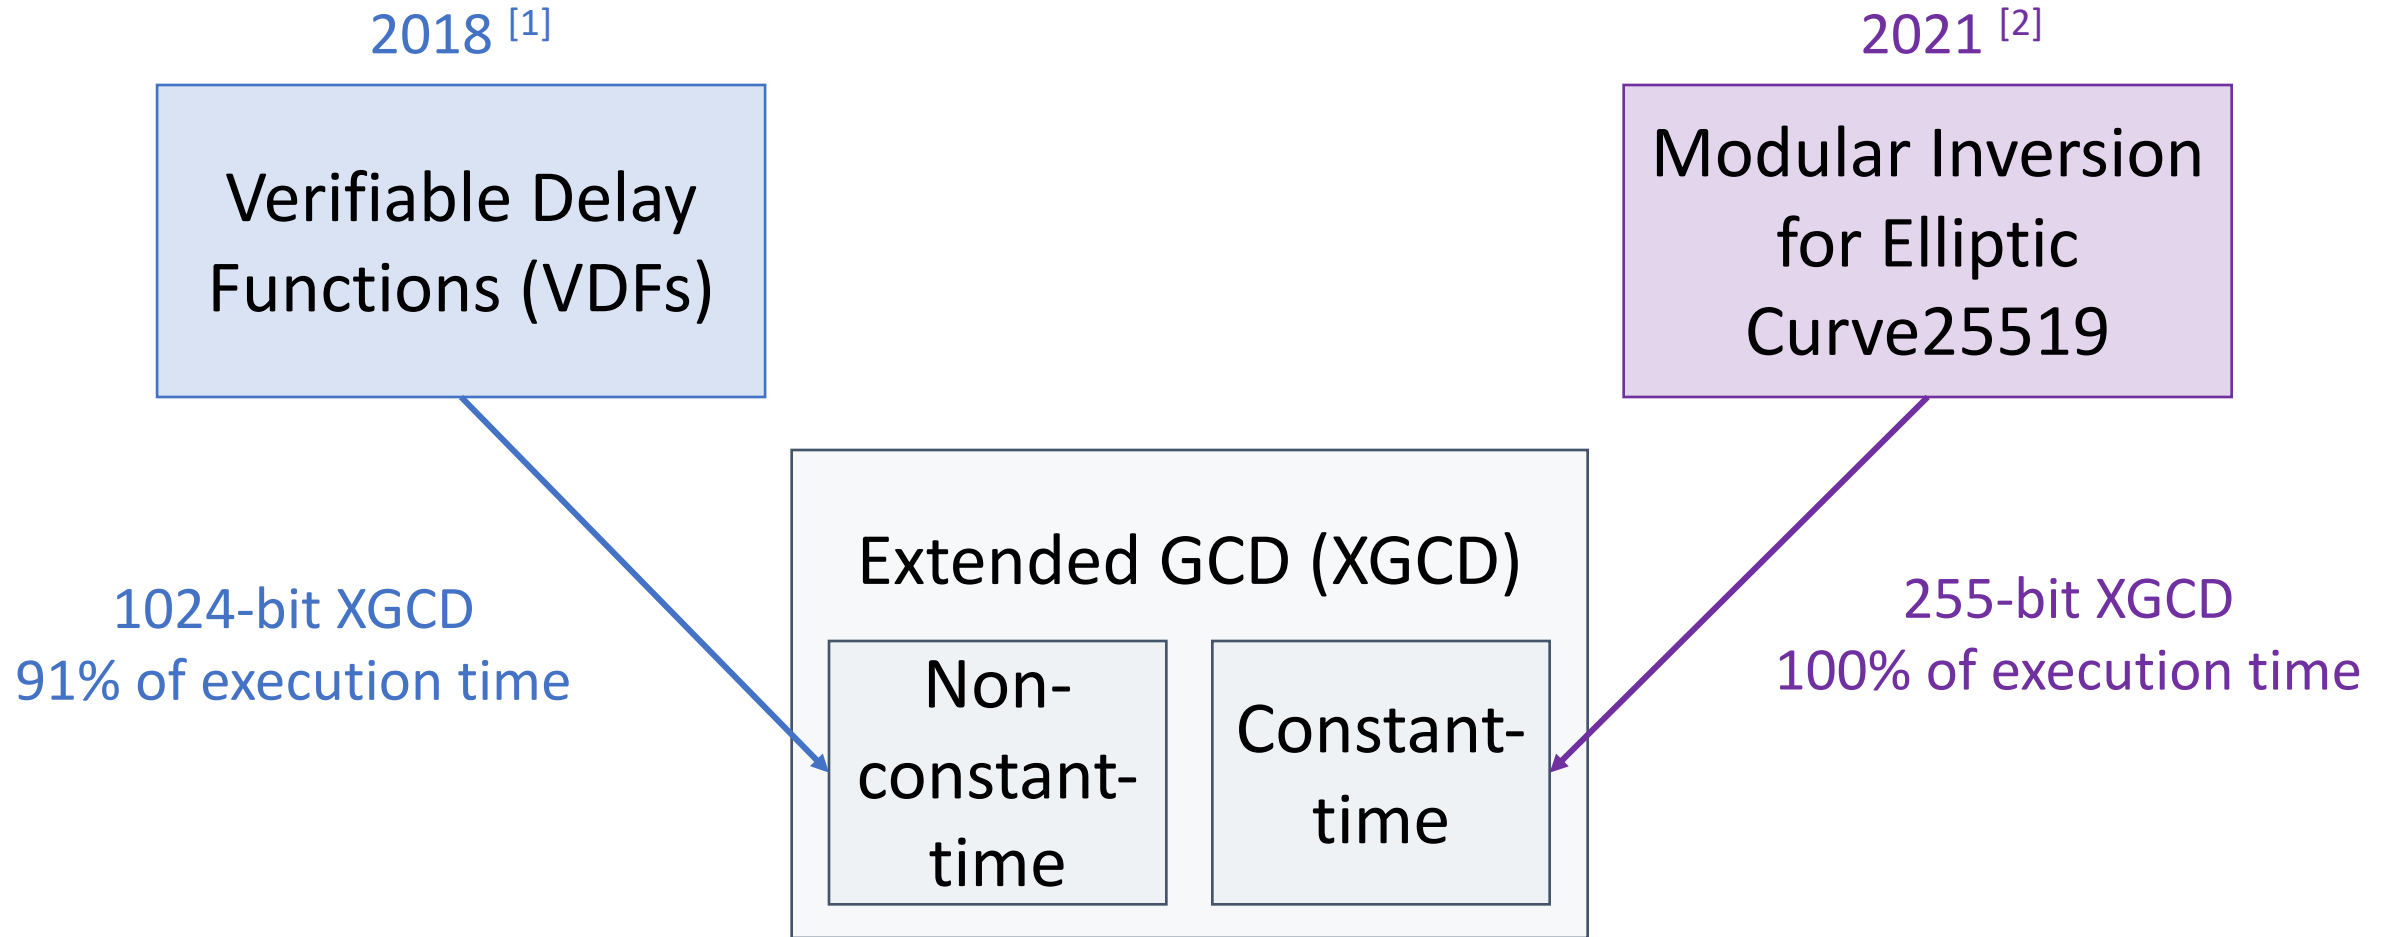 2018 [1]
2021 [2]
Verifiable Delay
Functions (VDFs)
Modular Inversion
for Elliptic
Curve25519
Extended GCD (XGCD)
1024-bit XGCD
91% of execution time
255-bit XGCD
100% of execution time
Non-
constant-
time
Constant-
time